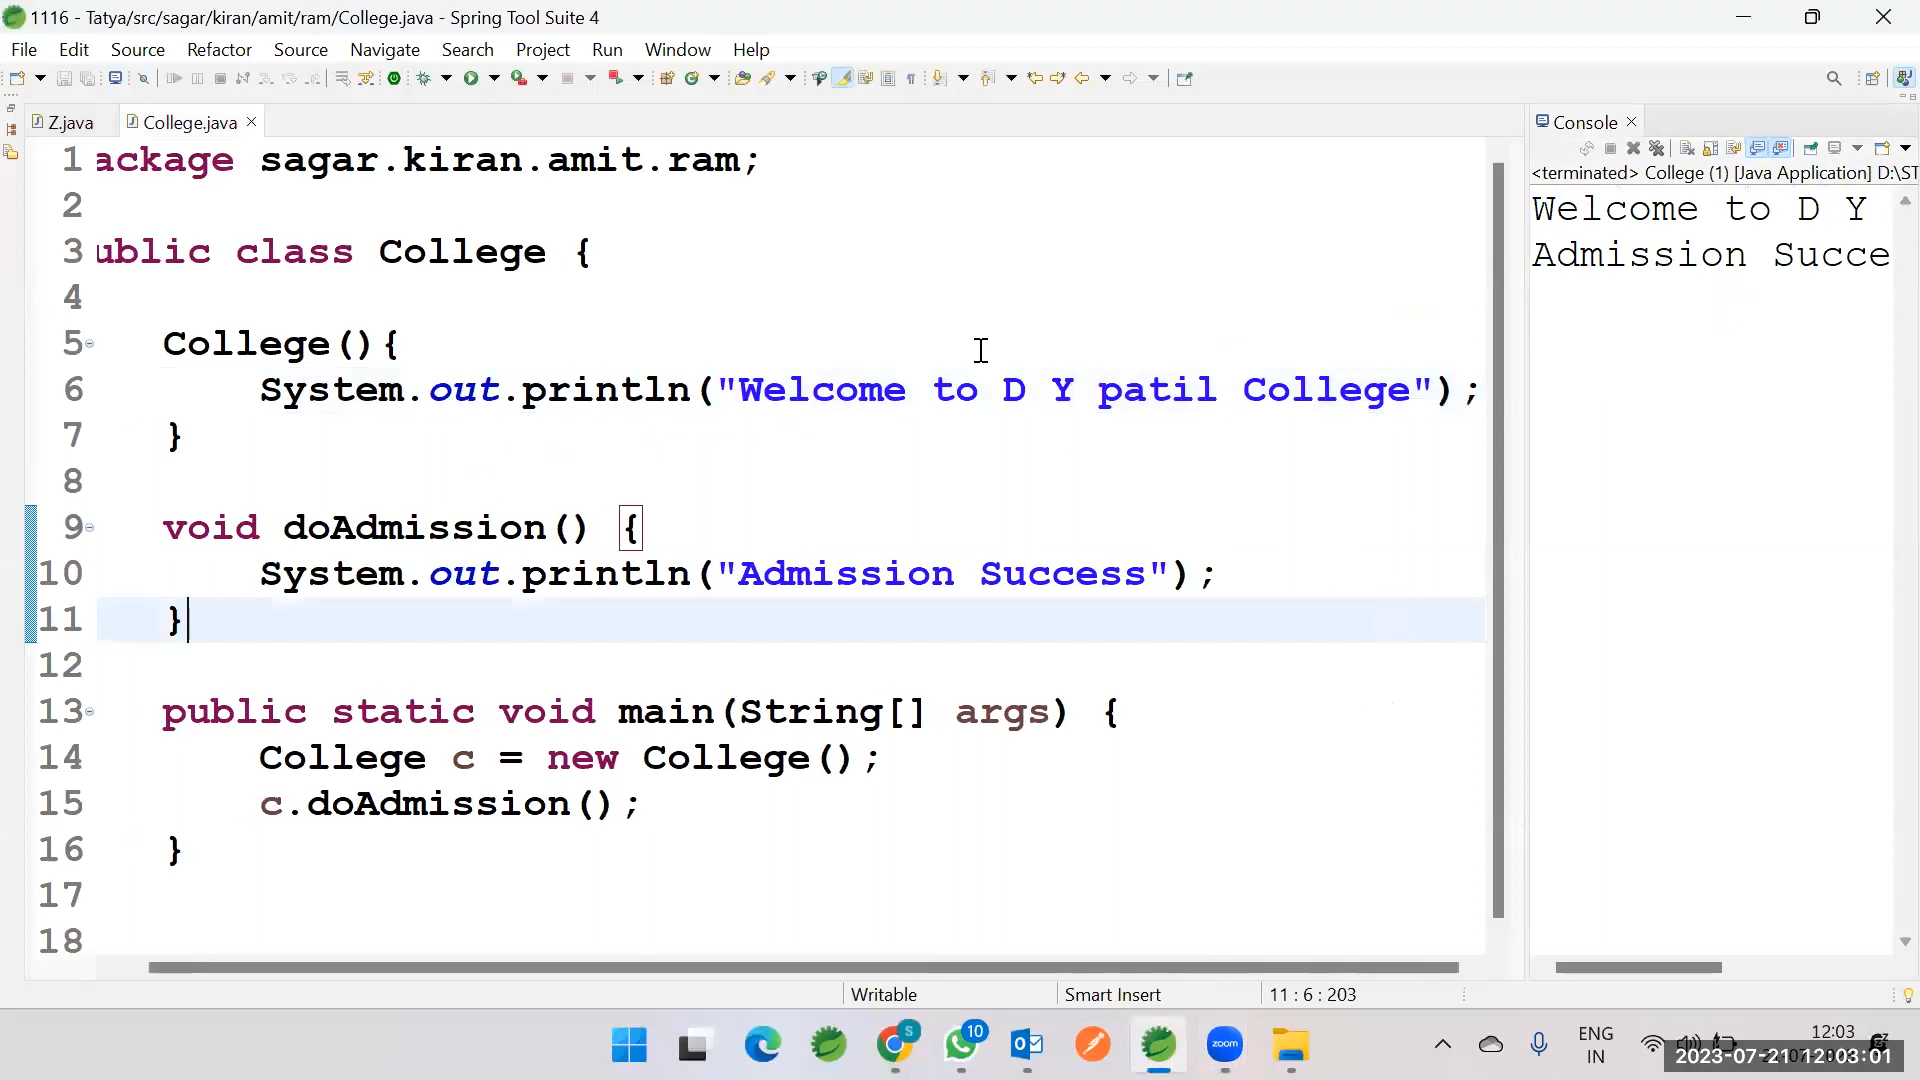 1116 - Tatya/src/sagar/kiran/amit/ram/College.java - Spring Tool Suite 4
File Edit Source Refactor Source Navigate Search Project Run Window Help
Z.java College.java
1 ackage sagar.kiran.amit.ram;
2
3 ublic class College {
4
5 College(){
6 System.out.println("Welcome to D Y patil College");
7 }
8
9 void doAdmission() {
10 System.out.println("Admission Success");
11 }
12
13 public static void main(String[] args) {
14 College c = new College();
15 c.doAdmission();
16 }
17
18
Console
<terminated> College (1) [Java Application] D:\ST
Welcome to D Y
Admission Succe
Writable Smart Insert 11 : 6 : 203
S 10 zoom
ENG
IN
12:03
2023-07-21 12:03:01